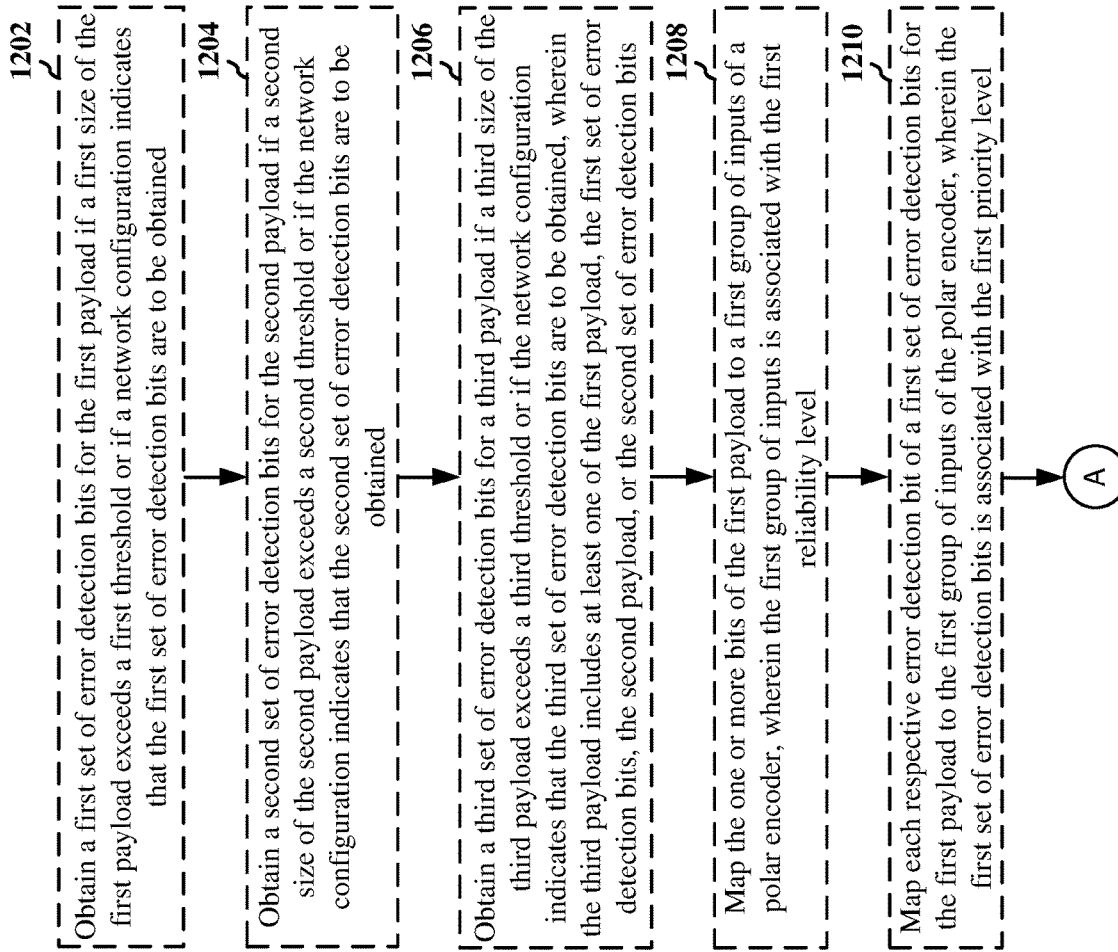 1202
Obtain a first set of error detection bits for the first payload if a first size of the
first payload exceeds a first threshold or if a network configuration indicates
that the first set of error detection bits are to be obtained
1204
Obtain a second set of error detection bits for the second payload if a second
size of the second payload exceeds a second threshold or if the network
configuration indicates that the second set of error detection bits are to be
obtained
1206
Obtain a third set of error detection bits for a third payload if a third size of the
third payload exceeds a third threshold or if the network configuration
indicates that the third set of error detection bits are to be obtained, wherein
the third payload includes at least one of the first payload, the first set of error
detection bits, the second payload, or the second set of error detection bits
1208
Map the one or more bits of the first payload to a first group of inputs of a
polar encoder, wherein the first group of inputs is associated with the first
reliability level
1210
Map each respective error detection bit of a first set of error detection bits for
the first payload to the first group of inputs of the polar encoder, wherein the
first set of error detection bits is associated with the first priority level
A